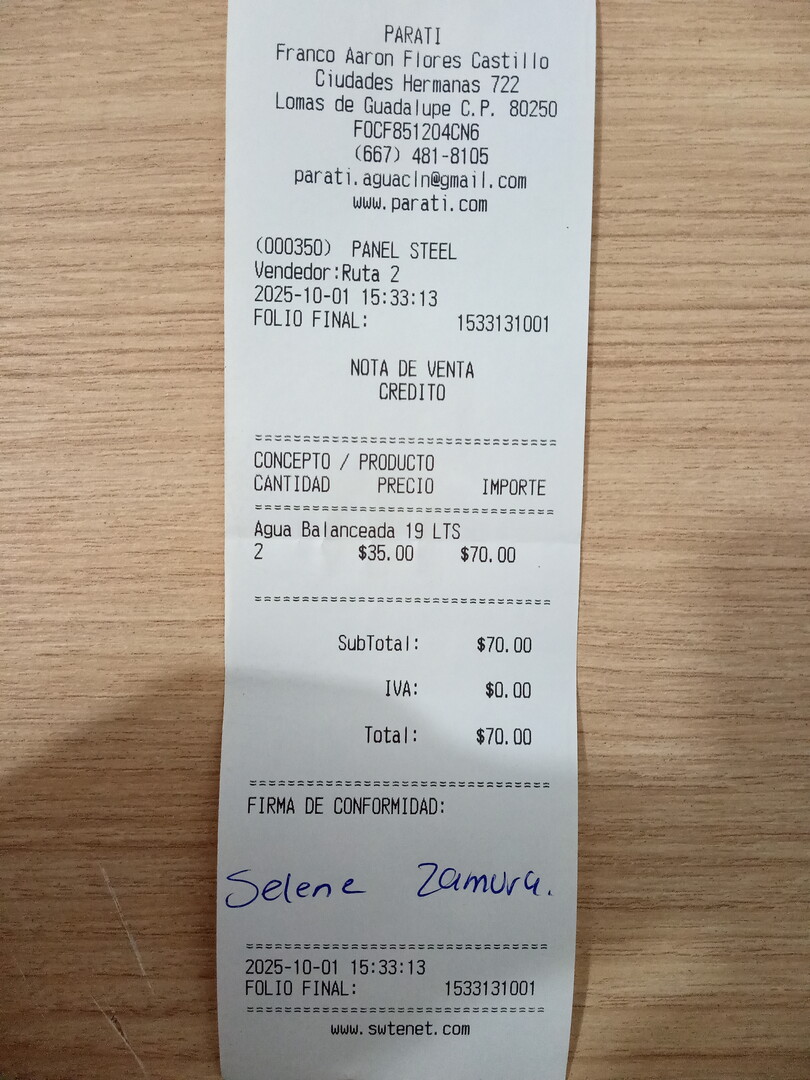 PARATI
Franco Aaron Flores Castillo
Ciudades Hermanas 722
Lomas de Guadalupe C.P. 80250
FOCF851204CN6
(667) 481-8105
parati.aguacln@gmail.com
www.parati.com
(000350) PANEL STEEL
Vendedor:Ruta 2
2025-10-01 15:33:13
FOLIO FINAL: 1533131001
NOTA DE VENTA
CREDITO
CONCEPTO / PRODUCTO
CANTIDAD PRECIO IMPORTE
Agua Balanceada 19 LTS
2 $35.00 $70.00
SubTotal: $70.00
IVA: $0.00
Total: $70.00
FIRMA DE CONFORMIDAD:
Selene Zamura.
2025-10-01 15:33:13
FOLIO FINAL: 1533131001
www.swtenet.com